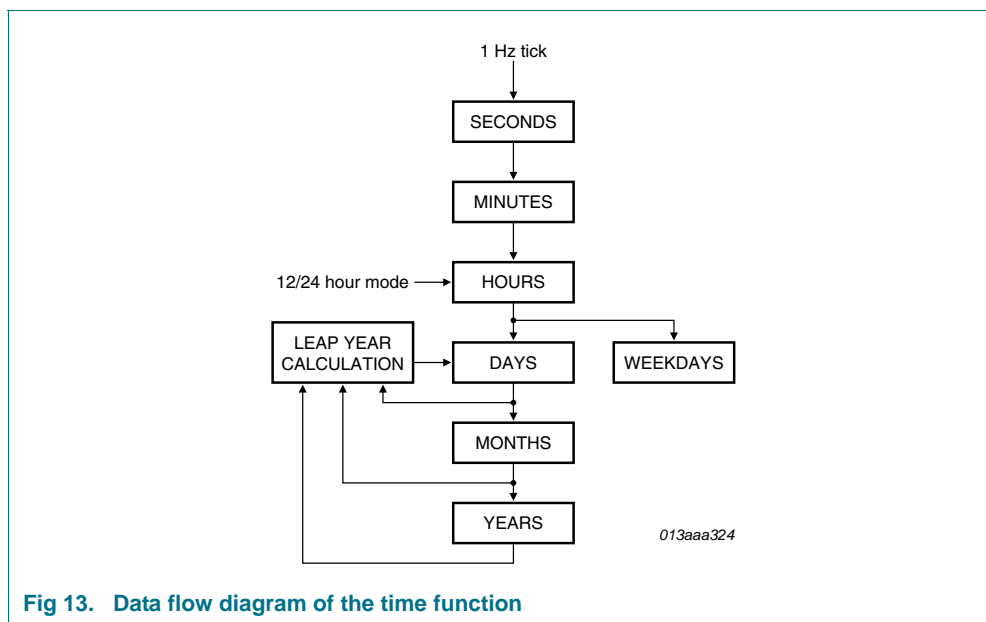 1 Hz tick
SECONDS
MINUTES
12/24 hour mode
HOURS
LEAP YEAR
CALCULATION
DAYS
WEEKDAYS
MONTHS
YEARS
013aaa324
Fig 13. Data flow diagram of the time function